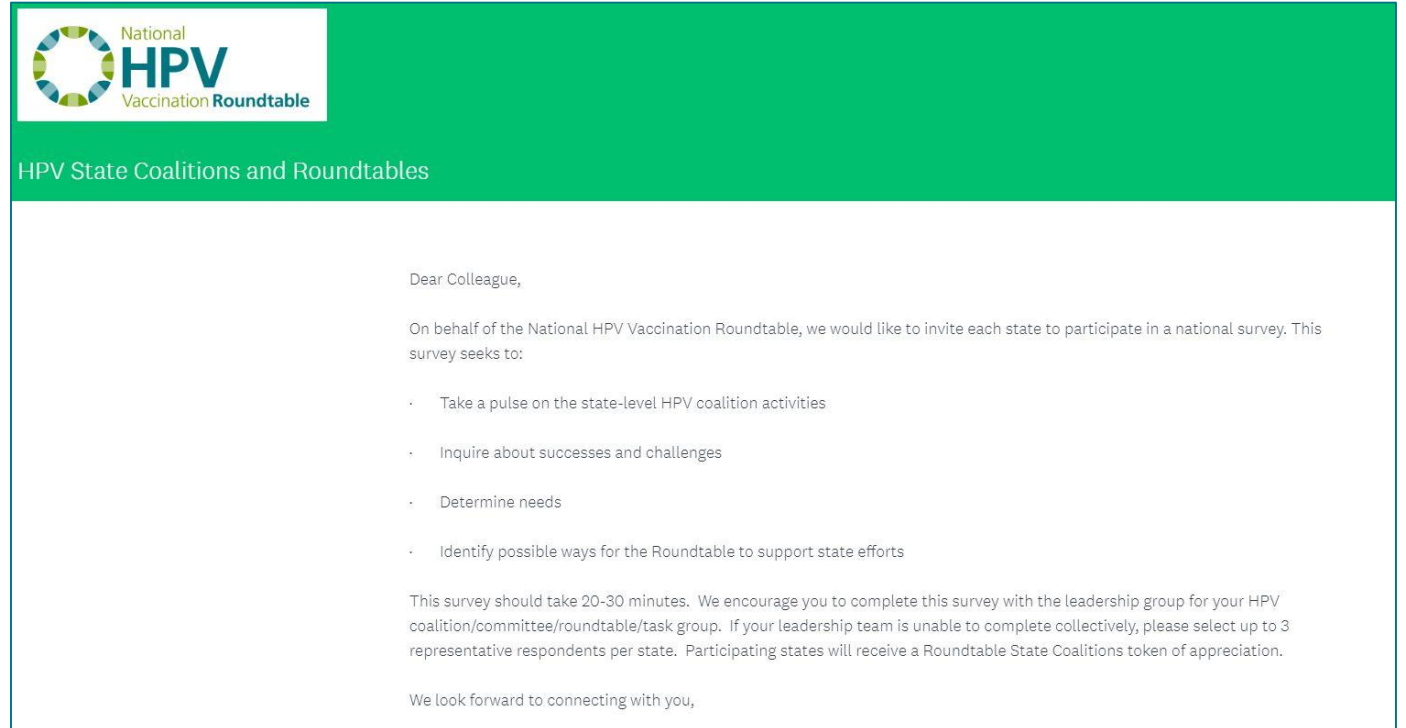 National
HPV
Vaccination Roundtable
HPV State Coalitions and Roundtables
Dear Colleague,
On behalf of the National HPV Vaccination Roundtable, we would like to invite each state to participate in a national survey. This
survey seeks to:
· Take a pulse on the state-level HPV coalition activities
· Inquire about successes and challenges
· Determine needs
· Identify possible ways for the Roundtable to support state efforts
This survey should take 20-30 minutes.  We encourage you to complete this survey with the leadership group for your HPV
coalition/committee/roundtable/task group.  If your leadership team is unable to complete collectively, please select up to 3
representative respondents per state.  Participating states will receive a Roundtable State Coalitions token of appreciation.
We look forward to connecting with you,